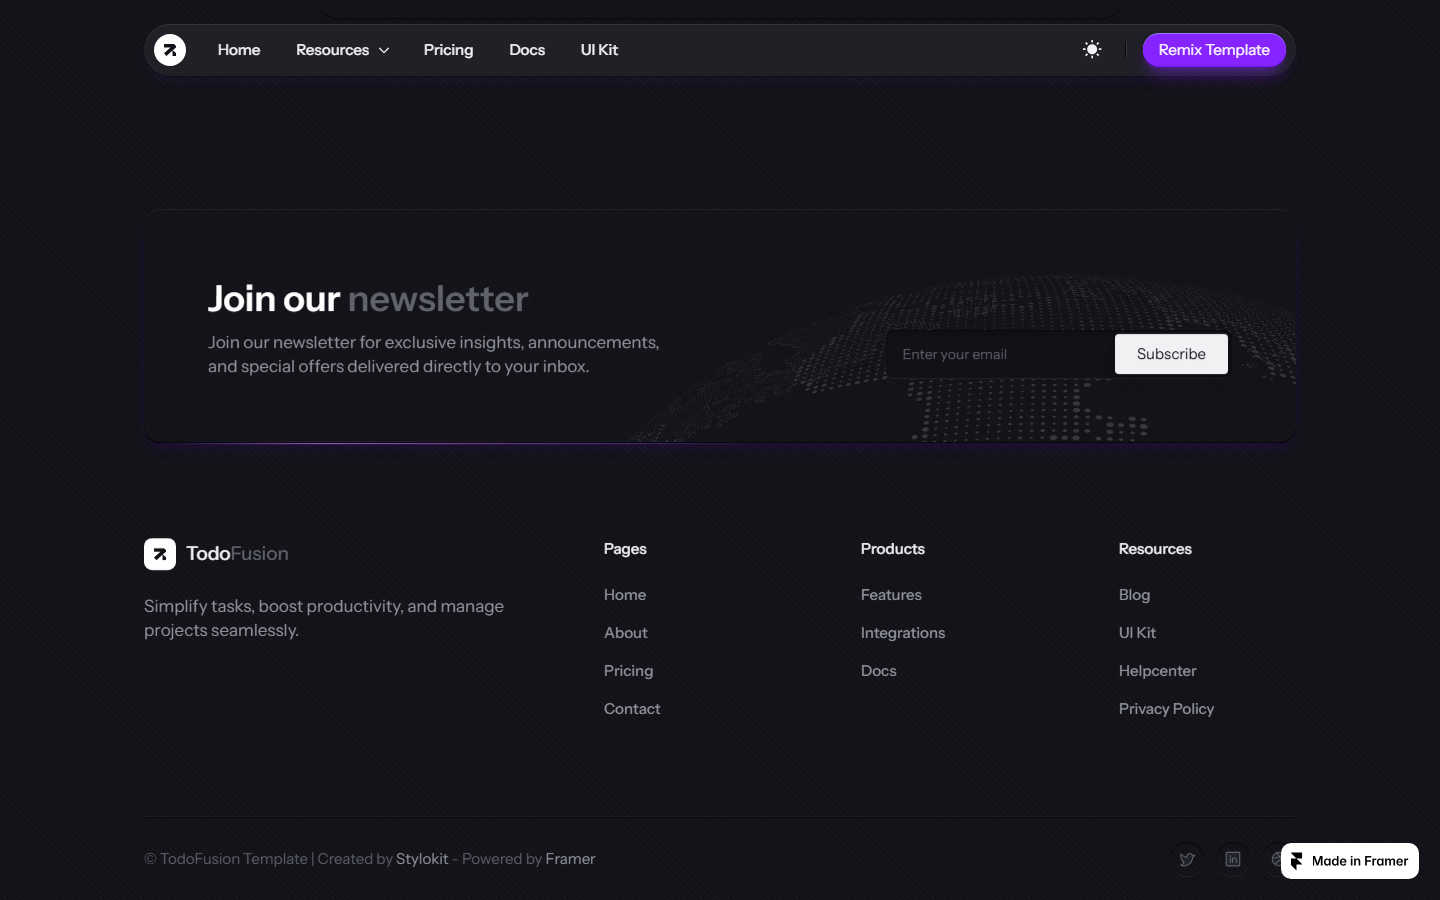 Home Resources Pricing Docs UI Kit Remix Template
Join our newsletter
Join our newsletter for exclusive insights, announcements,
and special offers delivered directly to your inbox.
Enter your email Subscribe
TodoFusion
Simplify tasks, boost productivity, and manage
projects seamlessly.
Pages
Home
About
Pricing
Contact
Products
Features
Integrations
Docs
Resources
Blog
UI Kit
Helpcenter
Privacy Policy
© TodoFusion Template | Created by Stylokit - Powered by Framer
Made in Framer